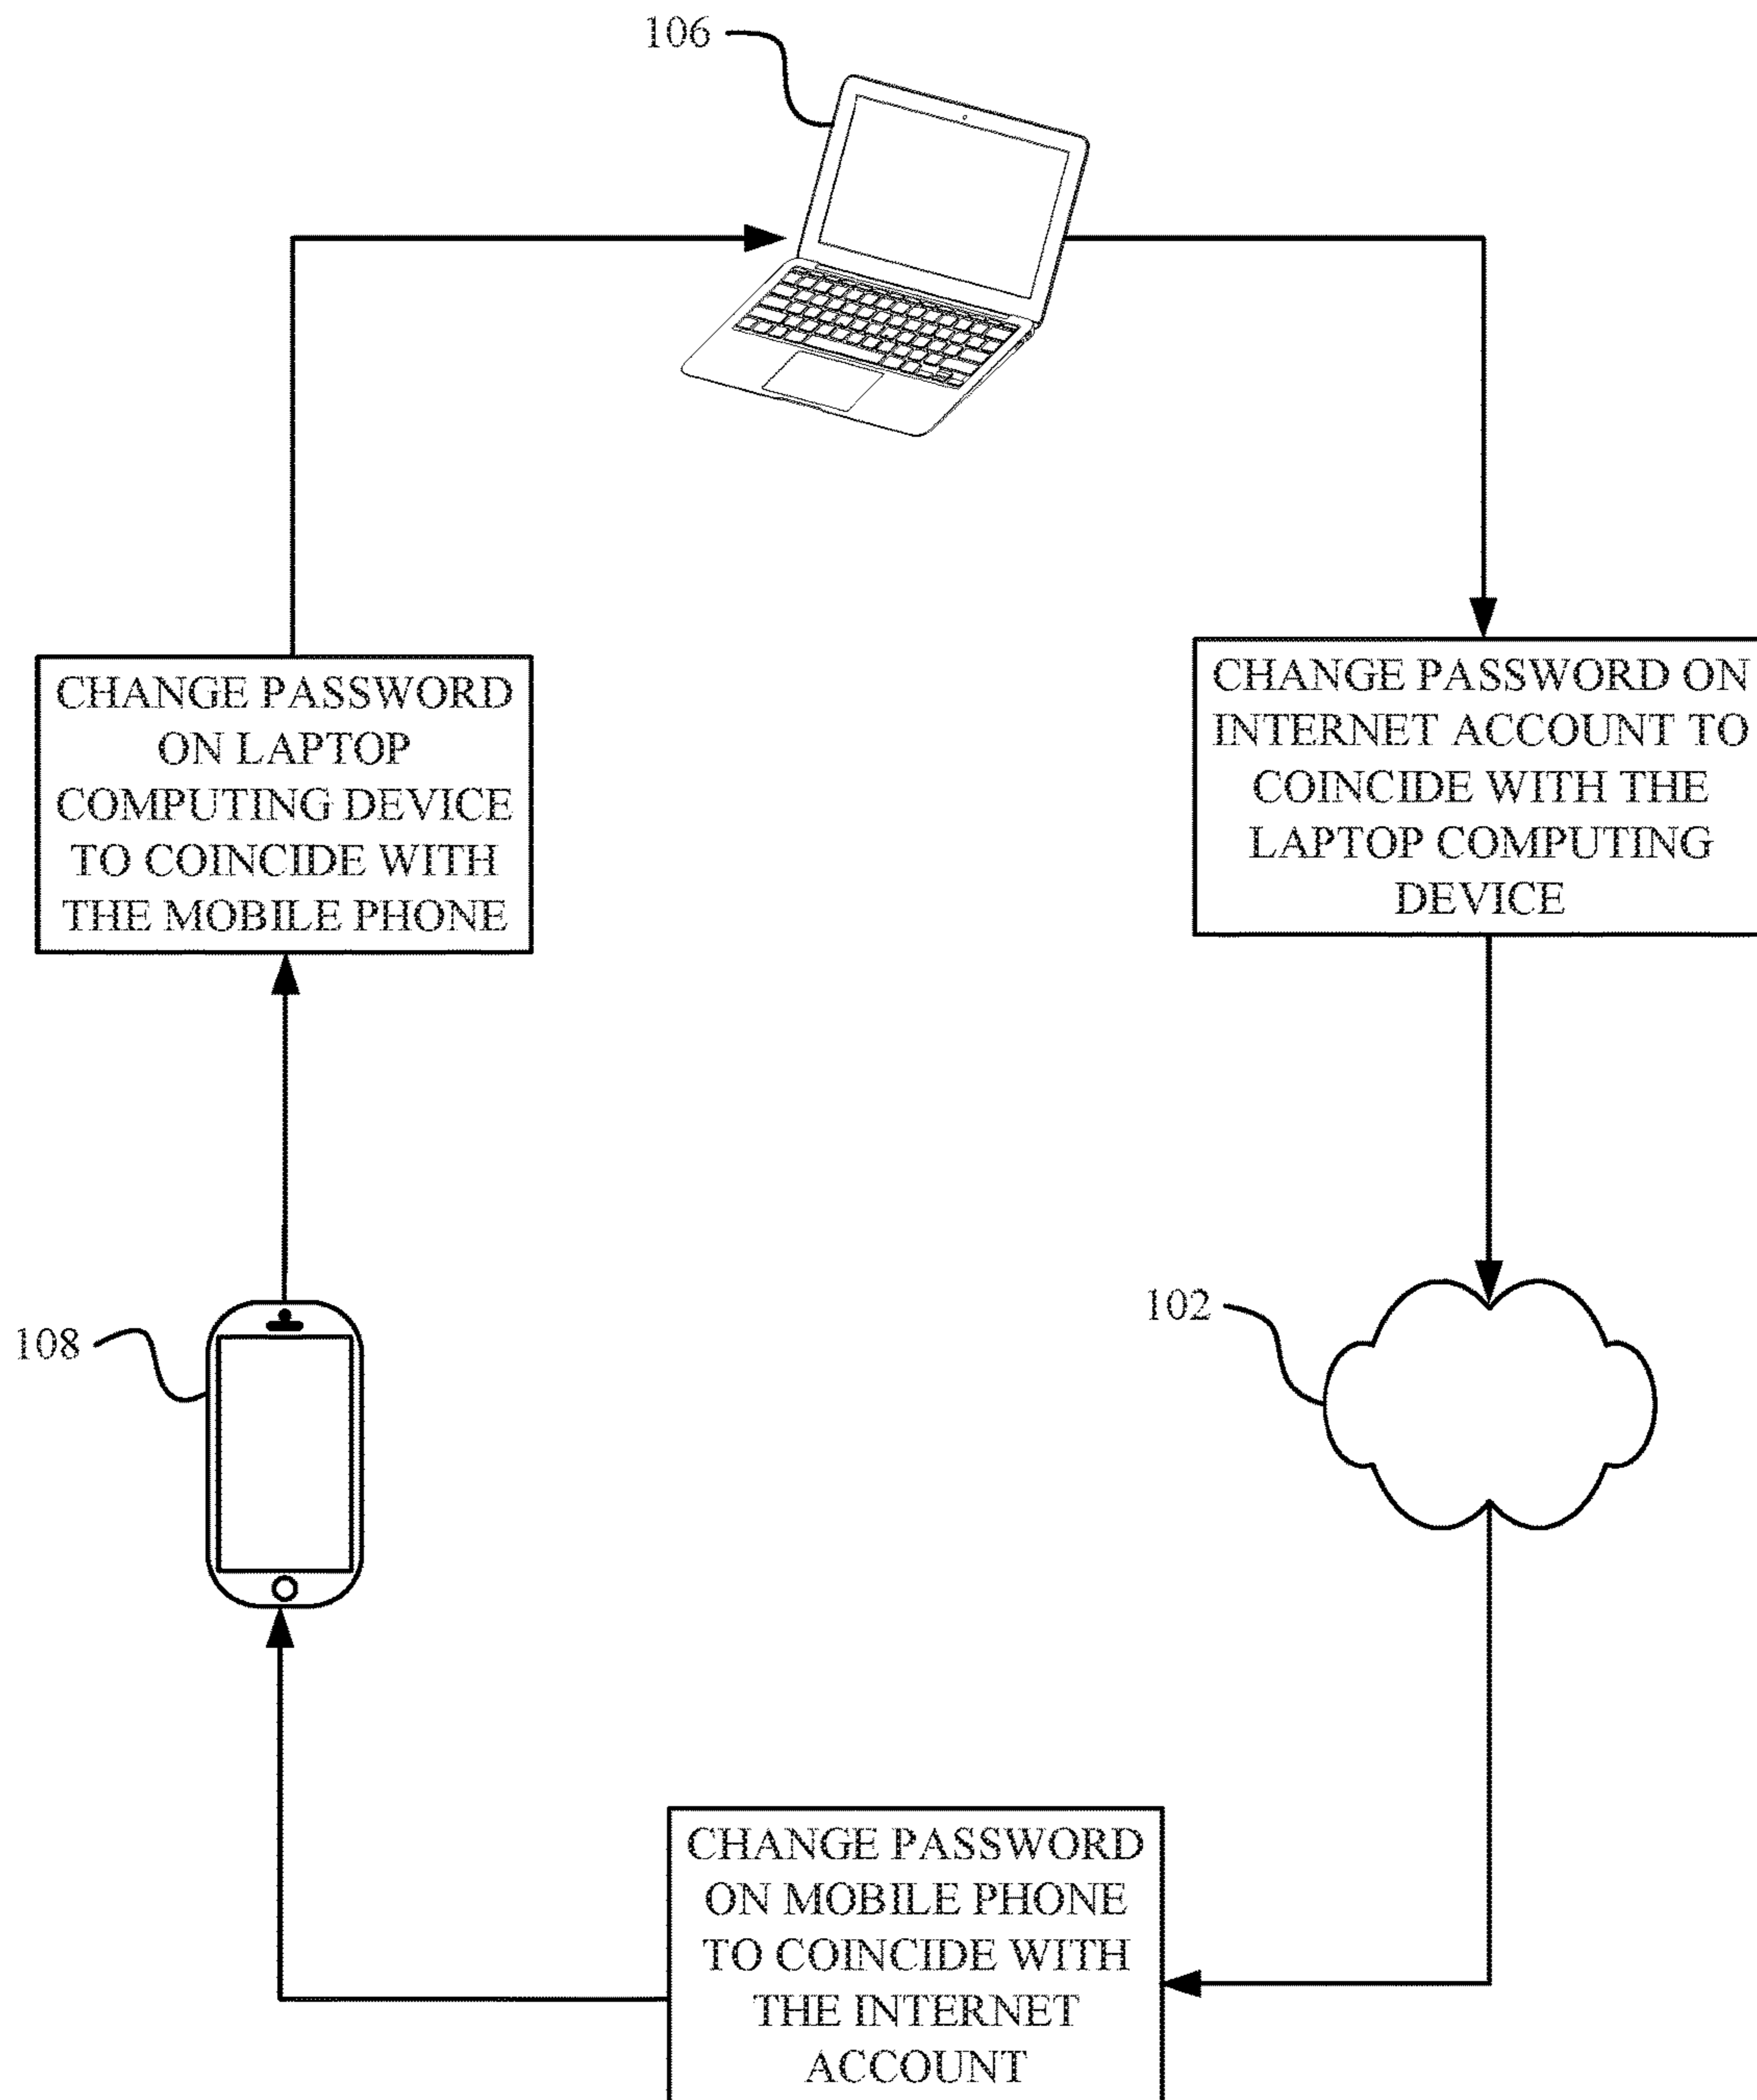 106
CHANGE PASSWORD
ON LAPTOP
COMPUTING DEVICE
TO COINCIDE WITH
THE MOBILE PHONE
CHANGE PASSWORD ON
INTERNET ACCOUNT TO
COINCIDE WITH THE
LAPTOP COMPUTING
DEVICE
108
102
CHANGE PASSWORD
ON MOBILE PHONE
TO COINCIDE WITH
THE INTERNET
ACCOUNT